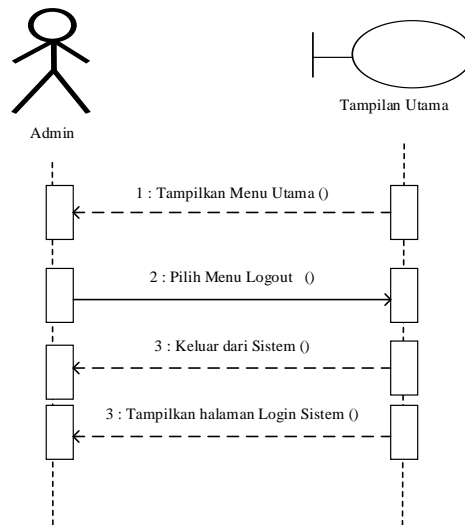 Admin
Tampilan Utama
1 : Tampilkan Menu Utama ()
2 : Pilih Menu Logout ()
3 : Keluar dari Sistem ()
3 : Tampilkan halaman Login Sistem ()